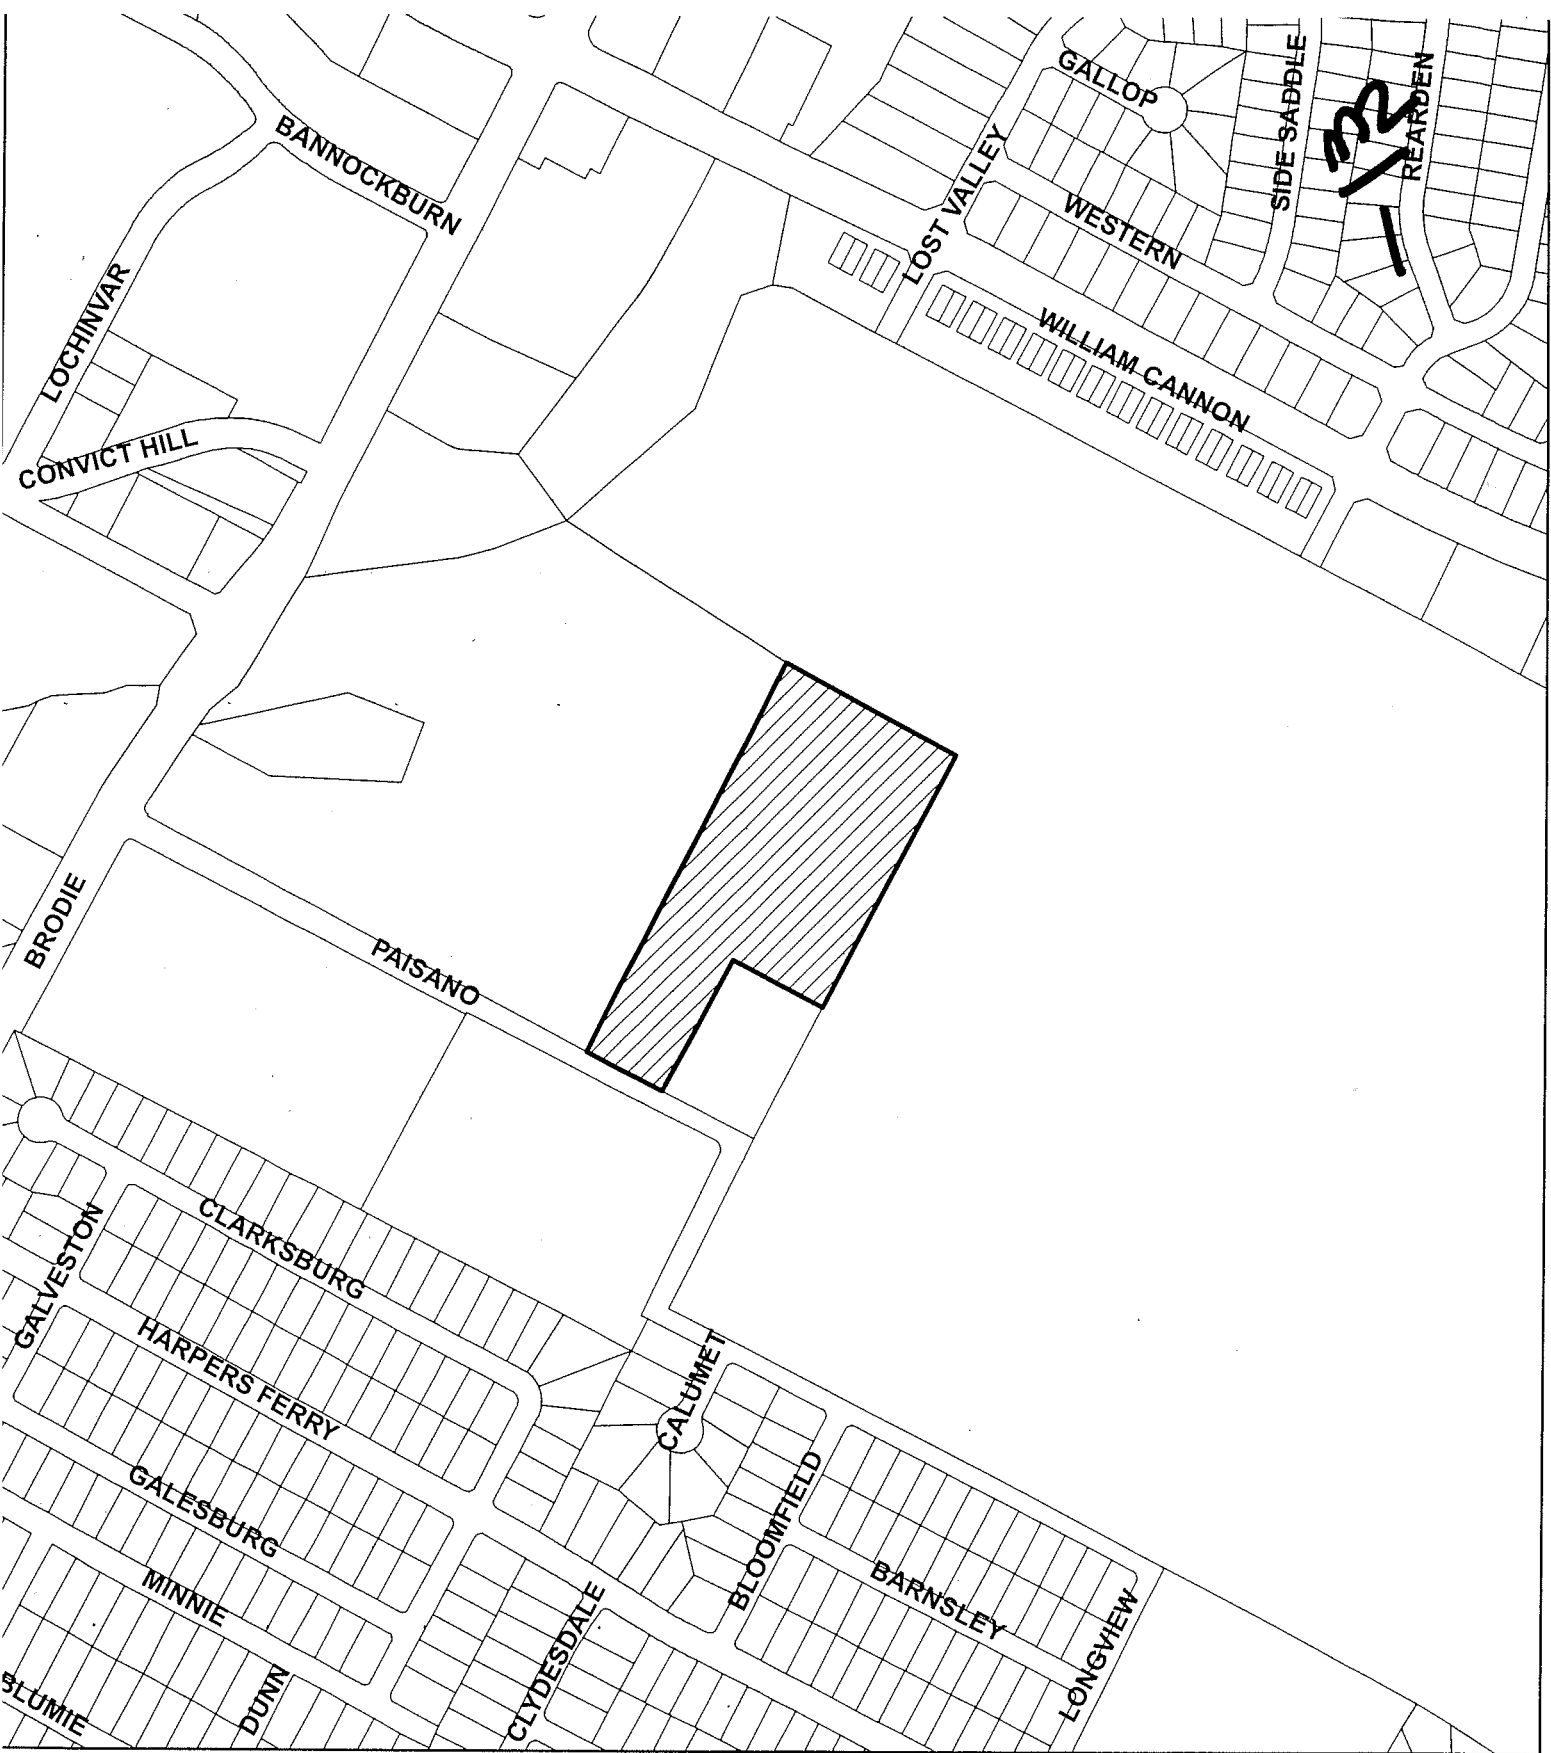 GALLOP
SIDE SADDLE
REARDEN
BANNOCKBURN
LOST VALLEY
WESTERN
LOCHINVAR
WILLIAM CANNON
CONVICT HILL
BRODIE
PAISANO
CLARKSBURG
GALVESTON
HARPERS FERRY
CALUMET
GALESBURG
BLOOMFIELD
BARNSLEY
MINNIE
LONGVIEW
CLYDESDALE
DUNN
BLUMIE